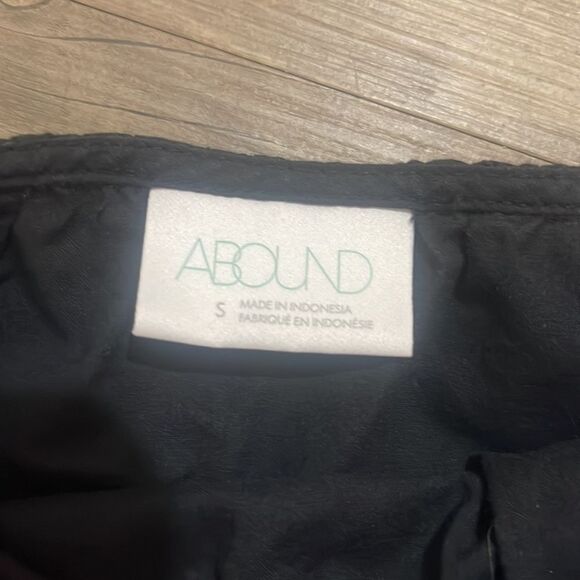 ABOUND
S MADE IN INDONESIA
FABRIQUÉ EN INDONÉSIE